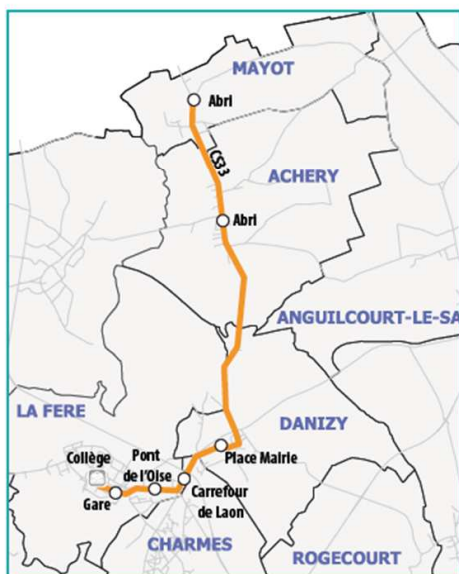 MAYOT
Abri
CS33
ACHERY
Abri
ANGUILCOURT-LE-SA
LA FERE
DANIZY
Collège
Pont
de l'Oise
Place Mairie
Gare
Carrefour
de Laon
CHARMES
ROGECOURT